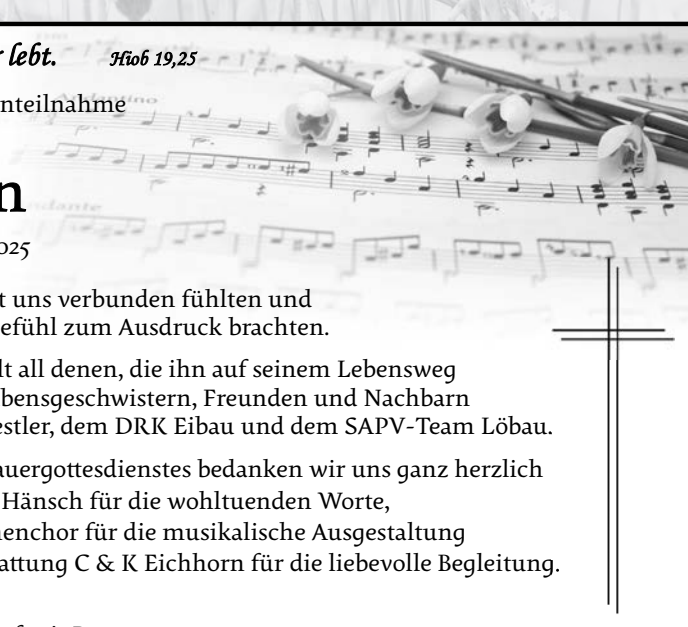 lebt. Hiob 19,25
nteilnahme
Andantino
n
025
t uns verbunden fühlten und
efühl zum Ausdruck brachten.
lt all denen, die ihn auf seinem Lebensweg
bensgeschwistern, Freunden und Nachbarn
estler, dem DRK Eibau und dem SAPV-Team Löbau.
auergottesdienstes bedanken wir uns ganz herzlich
Hänsch für die wohltuenden Worte,
enchor für die musikalische Ausgestaltung
attung C & K Eichhorn für die liebevolle Begleitung.